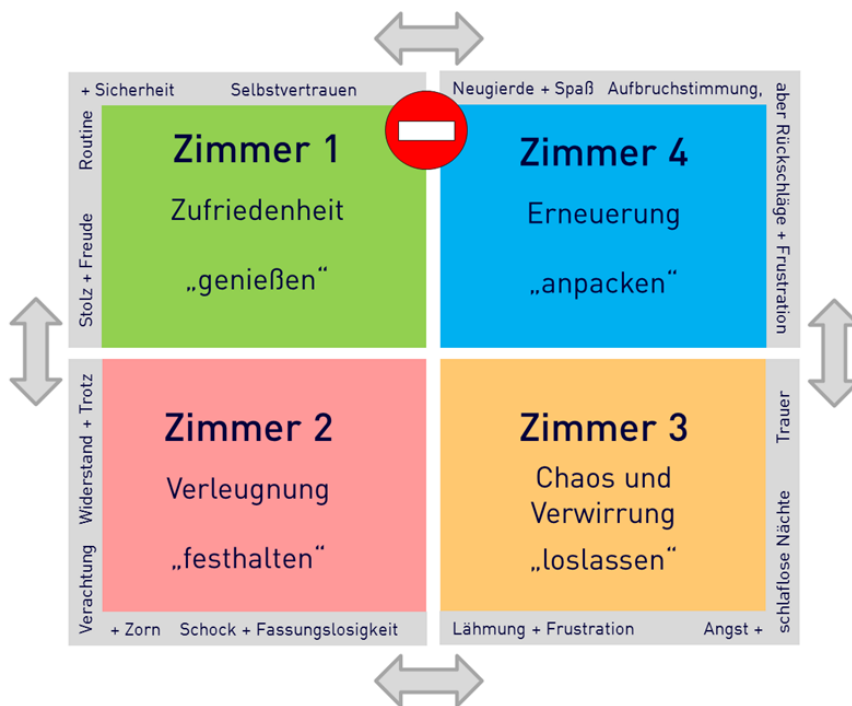 + Sicherheit Selbstvertrauen
Stolz + Freude Routine
Zimmer 1
Zufriedenheit
„genießen“
Neugierde + Spaß Aufbruchstimmung,
aber Rückschläge + Frustration
Zimmer 4
Erneuerung
„anpacken“
Verachtung Widerstand + Trotz
Zimmer 2
Verleugnung
„festhalten“
+ Zorn Schock + Fassungslosigkeit
Zimmer 3
Chaos und
Verwirrung
„loslassen“
schlaflose Nächte Trauer
Lähmung + Frustration Angst +